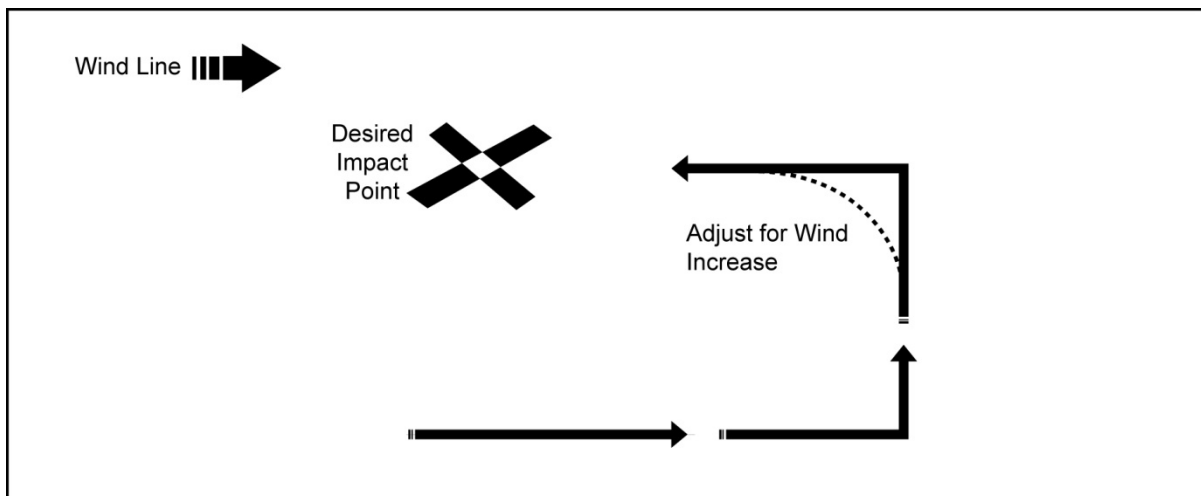 Wind Line
Desired
Impact
Point
Adjust for Wind
Increase